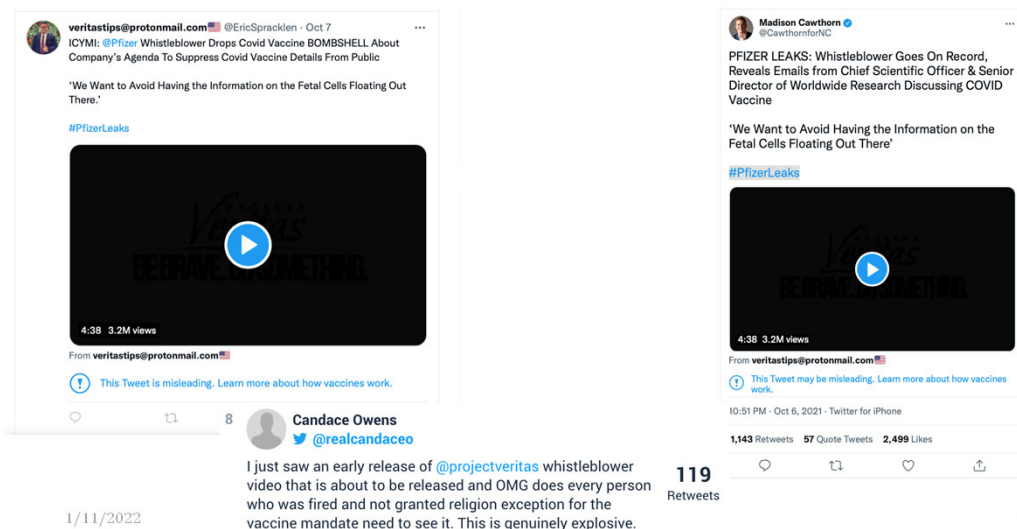 veritastips@protonmail.com🇺🇸 @EricSpracklen · Oct 7
ICYMI: @Pfizer Whistleblower Drops Covid Vaccine BOMBSHELL About
Company's Agenda To Suppress Covid Vaccine Details From Public
'We Want to Avoid Having the Information on the Fetal Cells Floating Out
There.'
#PfizerLeaks
PROJECT
Veritas
BE BRAVE. DO SOMETHING.
4:38 3.2M views
From veritastips@protonmail.com🇺🇸
This Tweet is misleading. Learn more about how vaccines work.
8
Candace Owens
@realcandaceo
I just saw an early release of @projectveritas whistleblower
video that is about to be released and OMG does every person
who was fired and not granted religion exception for the
vaccine mandate need to see it. This is genuinely explosive.
119
Retweets
1/11/2022
Madison Cawthorn
@CawthornforNC
PFIZER LEAKS: Whistleblower Goes On Record,
Reveals Emails from Chief Scientific Officer & Senior
Director of Worldwide Research Discussing COVID
Vaccine
'We Want to Avoid Having the Information on the
Fetal Cells Floating Out There'
#PfizerLeaks
PROJECT
Veritas
BE BRAVE. DO SOMETHING.
4:38 3.2M views
From veritastips@protonmail.com🇺🇸
This Tweet may be misleading. Learn more about how vaccines
work.
10:51 PM · Oct 6, 2021 · Twitter for iPhone
1,143 Retweets 57 Quote Tweets 2,499 Likes